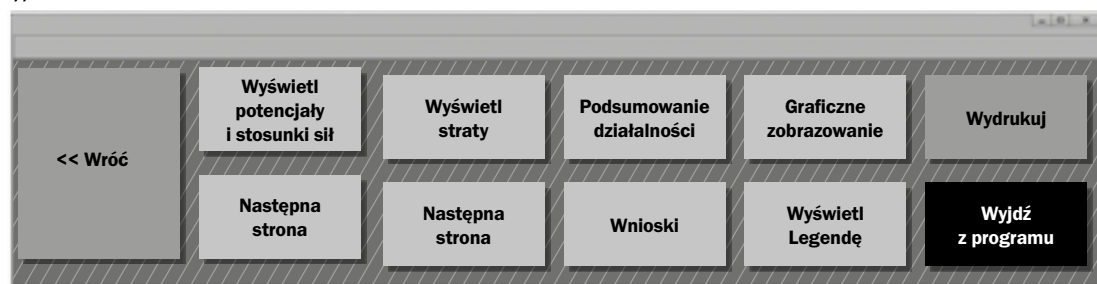 << Wróć
Wyświetl
potencjały
i stosunki sił
Wyświetl
straty
Podsumowanie
działalności
Graficzne
zobrazowanie
Wydrukuj
Następna
strona
Następna
strona
Wnioski
Wyświetl
Legendę
Wyjdź
z programu